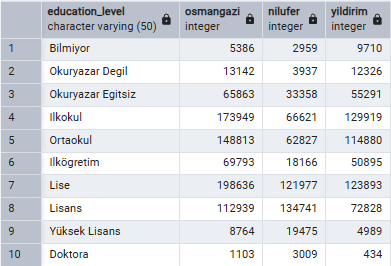 education_level osmangazi nilufer yildirim
character varying (50) integer integer integer
1 Bilmiyor 5386 2959 9710
2 Okuryazar Degil 13142 3937 12326
3 Okuryazar Egitsiz 65863 33358 55291
4 Ilkokul 173949 66621 129919
5 Ortaokul 148813 62827 114880
6 Ilkögretim 69793 18166 50895
7 Lise 198636 121977 123893
8 Lisans 112939 134741 72828
9 Yüksek Lisans 8764 19475 4989
10 Doktora 1103 3009 434